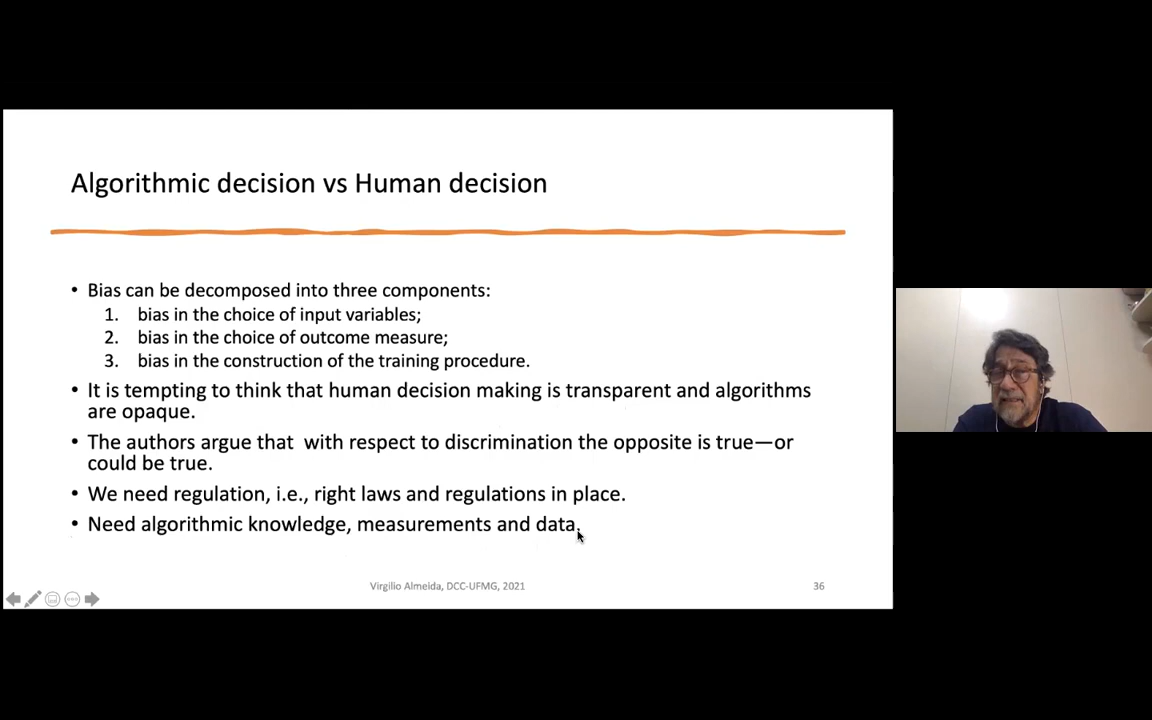 Algorithmic decision vs Human decision
• Bias can be decomposed into three components:
1. bias in the choice of input variables;
2. bias in the choice of outcome measure;
3. bias in the construction of the training procedure.
• It is tempting to think that human decision making is transparent and algorithms
are opaque.
• The authors argue that with respect to discrimination the opposite is true—or
could be true.
• We need regulation, i.e., right laws and regulations in place.
• Need algorithmic knowledge, measurements and data.
Virgilio Almeida, DCC-UFMG, 2021
36